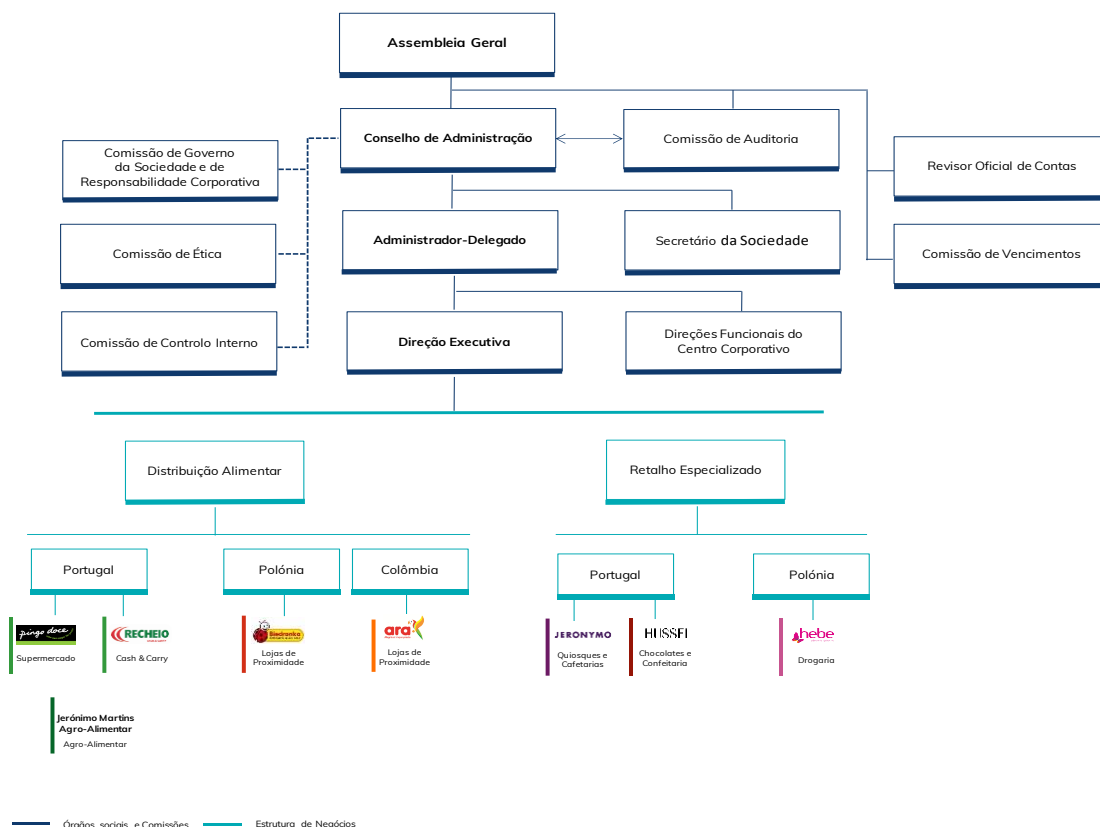 Assembleia Geral
Conselho de Administração
Comissão de Auditoria
Comissão de Governo
da Sociedade e de
Responsabilidade Corporativa
Revisor Oficial de Contas
Administrador-Delegado
Secretário da Sociedade
Comissão de Ética
Comissão de Vencimentos
Comissão de Controlo Interno
Direção Executiva
Direções Funcionais do
Centro Corporativo
Distribuição Alimentar
Retalho Especializado
Portugal
Polónia
Colômbia
Portugal
Polónia
pingo doce
Supermercado
RECHEIO
Cash & Carry
Biedronka
Lojas de
Proximidade
ara
Lojas de
Proximidade
JERONYMO
Quiosques e
Cafetarias
HUSSEL
Chocolates e
Confeitaria
hebe
Drogaria
Jerónimo Martins
Agro-Alimentar
Agro-Alimentar
Órgãos sociais e Comissões
Estrutura de Negócios